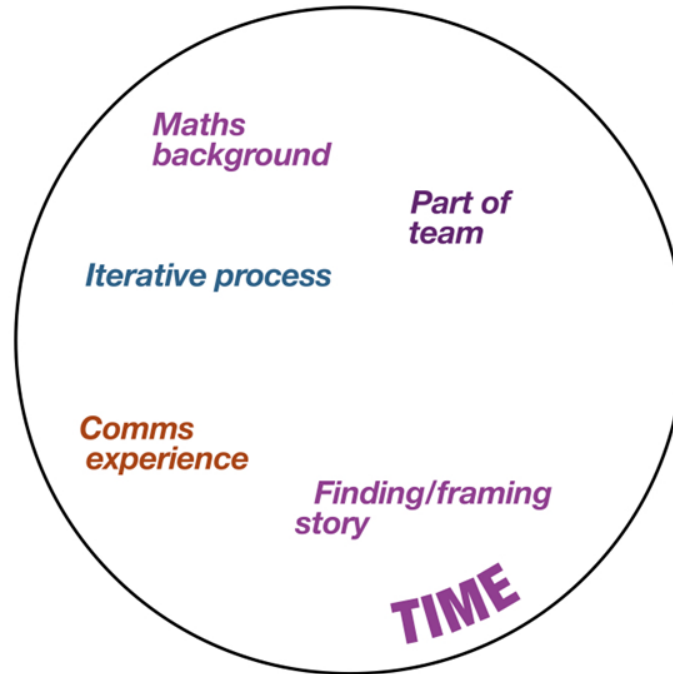 Maths
background
Part of
team
Iterative process
Comms
experience
Finding/framing
story
TIME